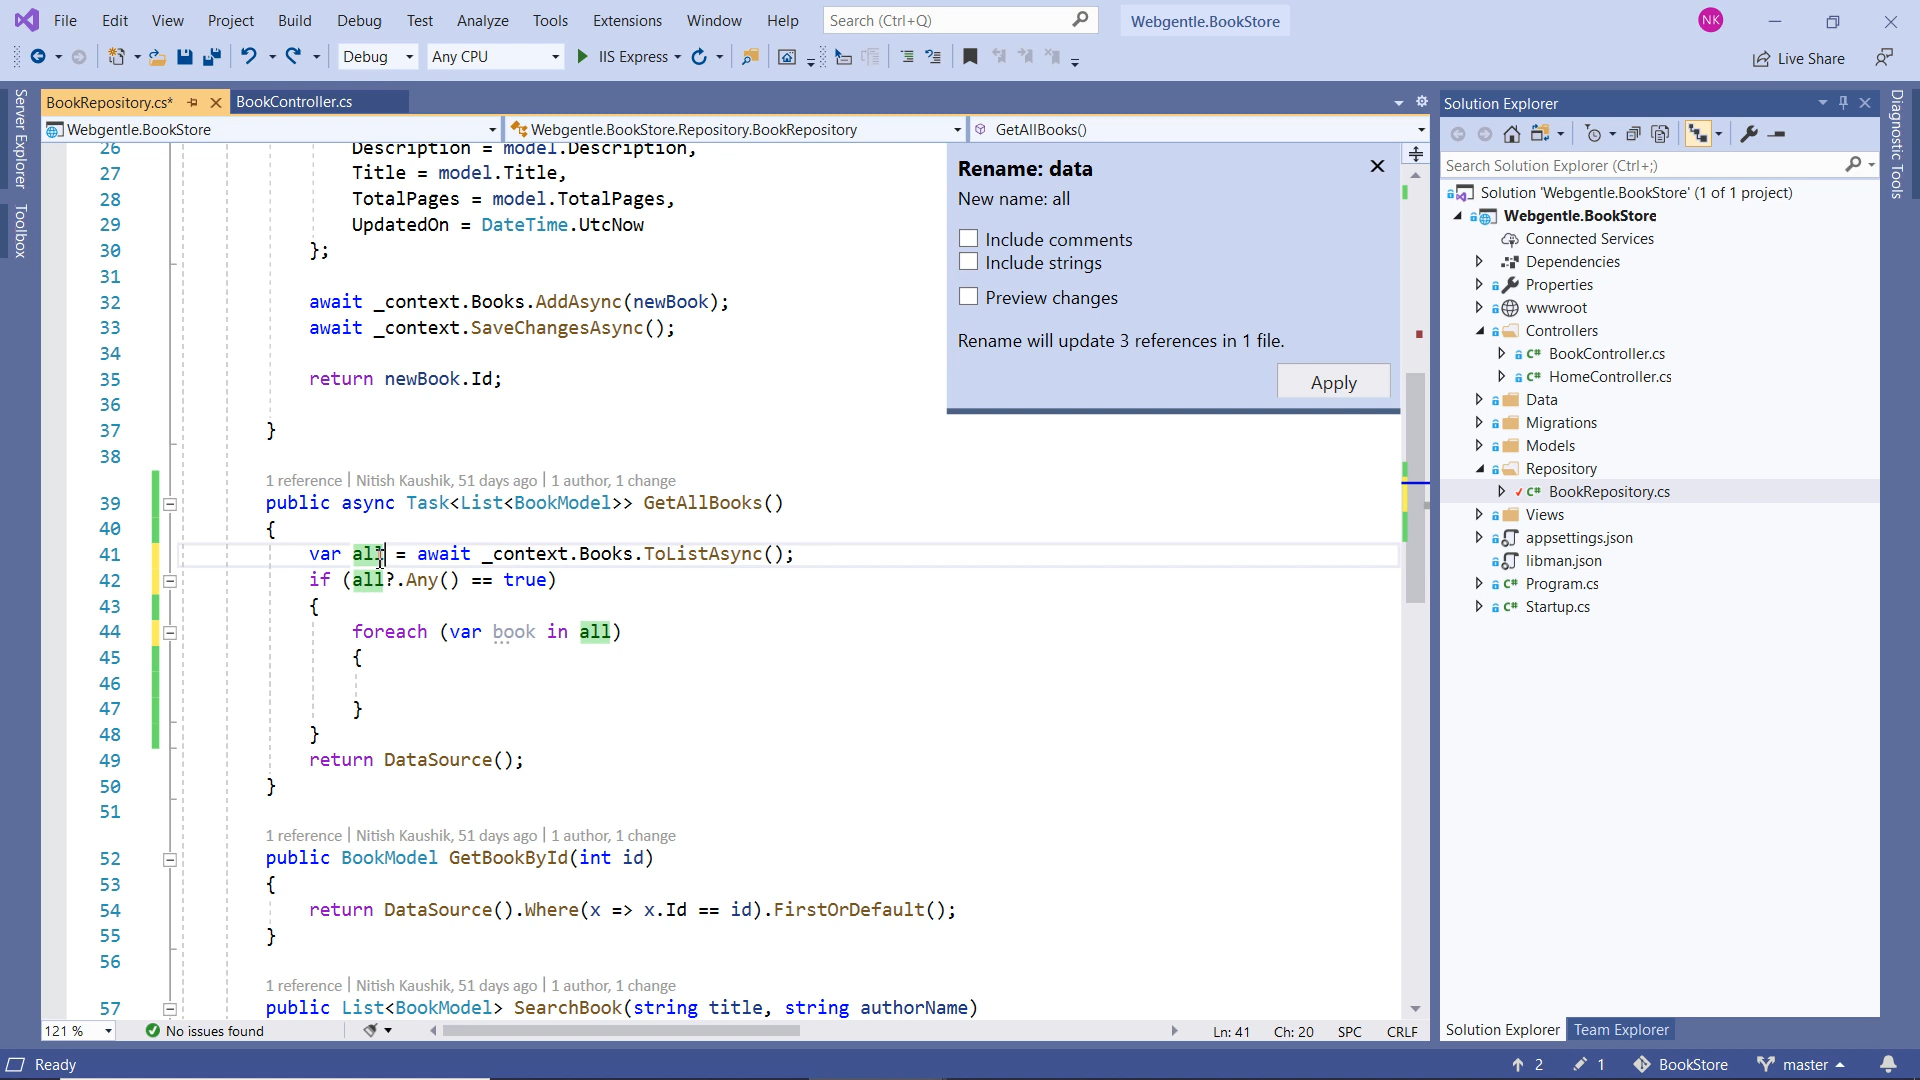 File Edit View Project Build Debug Test Analyze Tools Extensions Window Help Search (Ctrl+Q) Webgentle.BookStore NK
Debug Any CPU IIS Express Live Share
Server Explorer
Toolbox
BookRepository.cs* BookController.cs
Webgentle.BookStore Webgentle.BookStore.Repository.BookRepository GetAllBooks()
26 Description = model.Description,
27 Title = model.Title,
28 TotalPages = model.TotalPages,
29 UpdatedOn = DateTime.UtcNow
30 };
31
32 await _context.Books.AddAsync(newBook);
33 await _context.SaveChangesAsync();
34
35 return newBook.Id;
36
37 }
38
1 reference | Nitish Kaushik, 51 days ago | 1 author, 1 change
39 public async Task<List<BookModel>> GetAllBooks()
40 {
41 var all = await _context.Books.ToListAsync();
42 if (all?.Any() == true)
43 {
44 foreach (var book in all)
45 {
46
47 }
48 }
49 return DataSource();
50 }
51
1 reference | Nitish Kaushik, 51 days ago | 1 author, 1 change
52 public BookModel GetBookById(int id)
53 {
54 return DataSource().Where(x => x.Id == id).FirstOrDefault();
55 }
56
1 reference | Nitish Kaushik, 51 days ago | 1 author, 1 change
57 public List<BookModel> SearchBook(string title, string authorName)
Rename: data
New name: all
Include comments
Include strings
Preview changes
Rename will update 3 references in 1 file.
Apply
121 % No issues found Ln: 41 Ch: 20 SPC CRLF
Solution Explorer
Search Solution Explorer (Ctrl+;)
Solution 'Webgentle.BookStore' (1 of 1 project)
Webgentle.BookStore
Connected Services
Dependencies
Properties
wwwroot
Controllers
C# BookController.cs
C# HomeController.cs
Data
Migrations
Models
Repository
C# BookRepository.cs
Views
appsettings.json
libman.json
C# Program.cs
C# Startup.cs
Solution Explorer Team Explorer
Diagnostic Tools
Ready 2 1 BookStore master